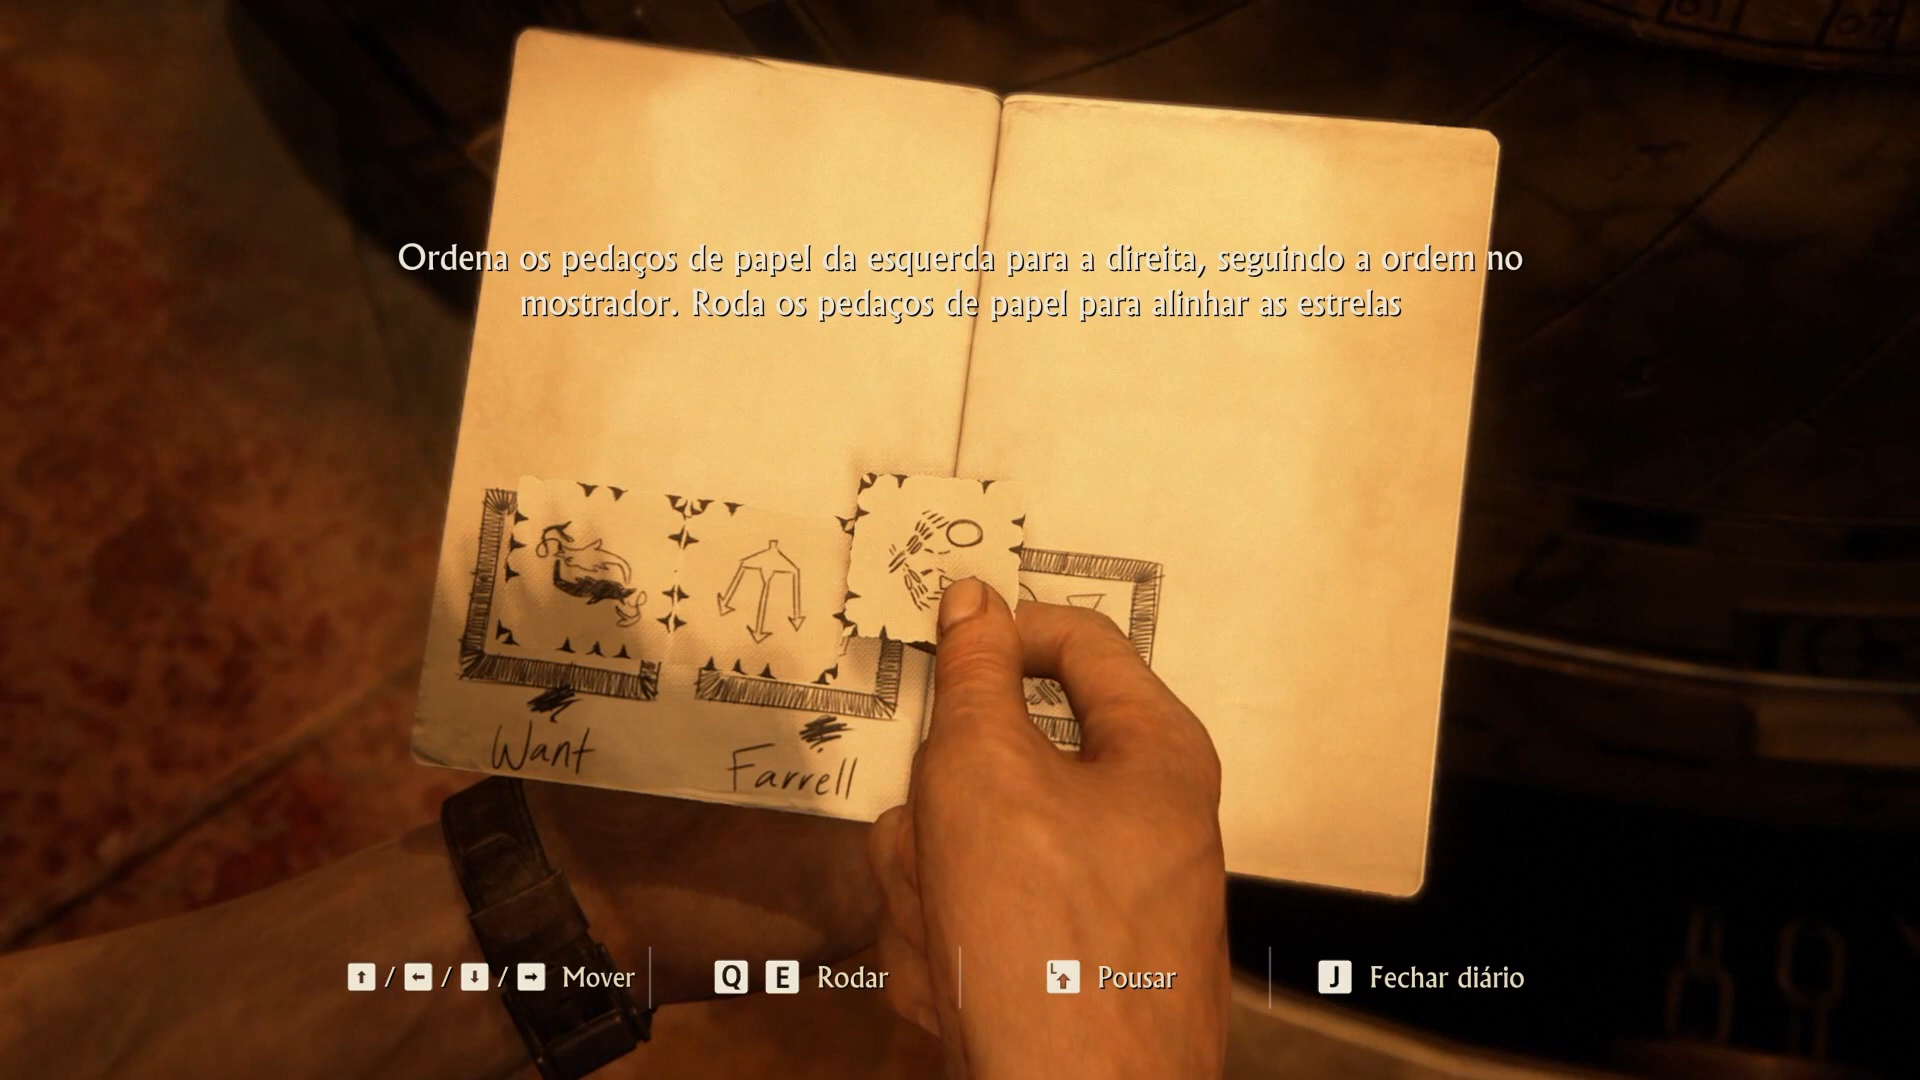 Ordena os pedaços de papel da esquerda para a direita, seguindo a ordem no
mostrador. Roda os pedaços de papel para alinhar as estrelas
Want
Farrell
/ / / Mover
Q E Rodar
L Pousar
J Fechar diário